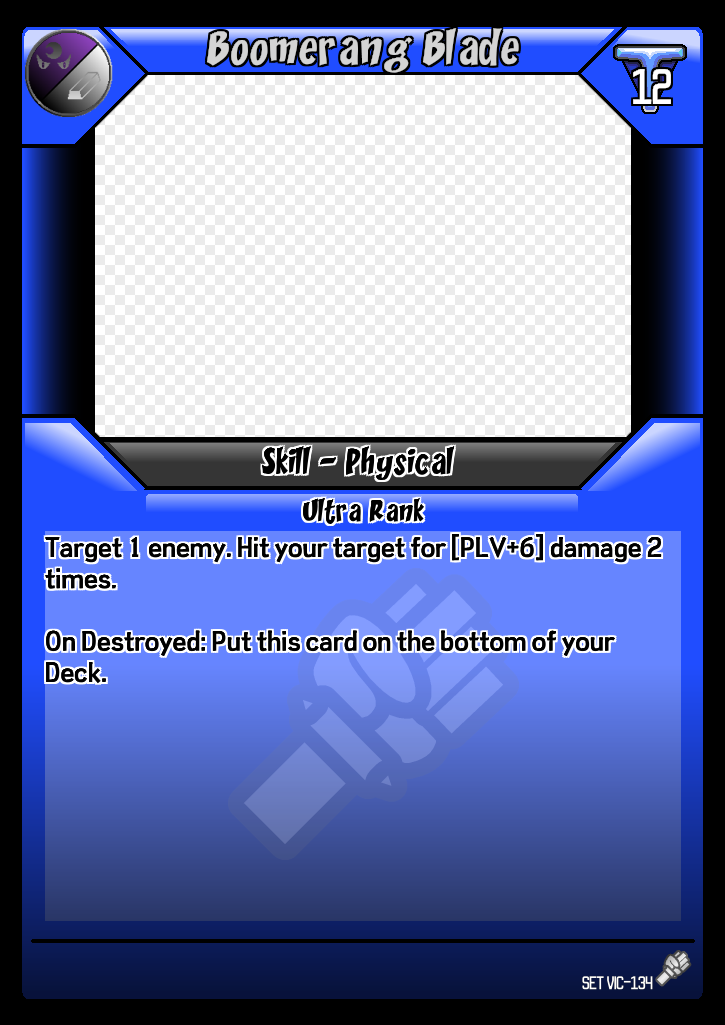 Boomerang Blade
12
Skill - Physical
Ultra Rank
Target 1 enemy. Hit your target for [PLV+6] damage 2
times.
On Destroyed: Put this card on the bottom of your
Deck.
SET VIC-134